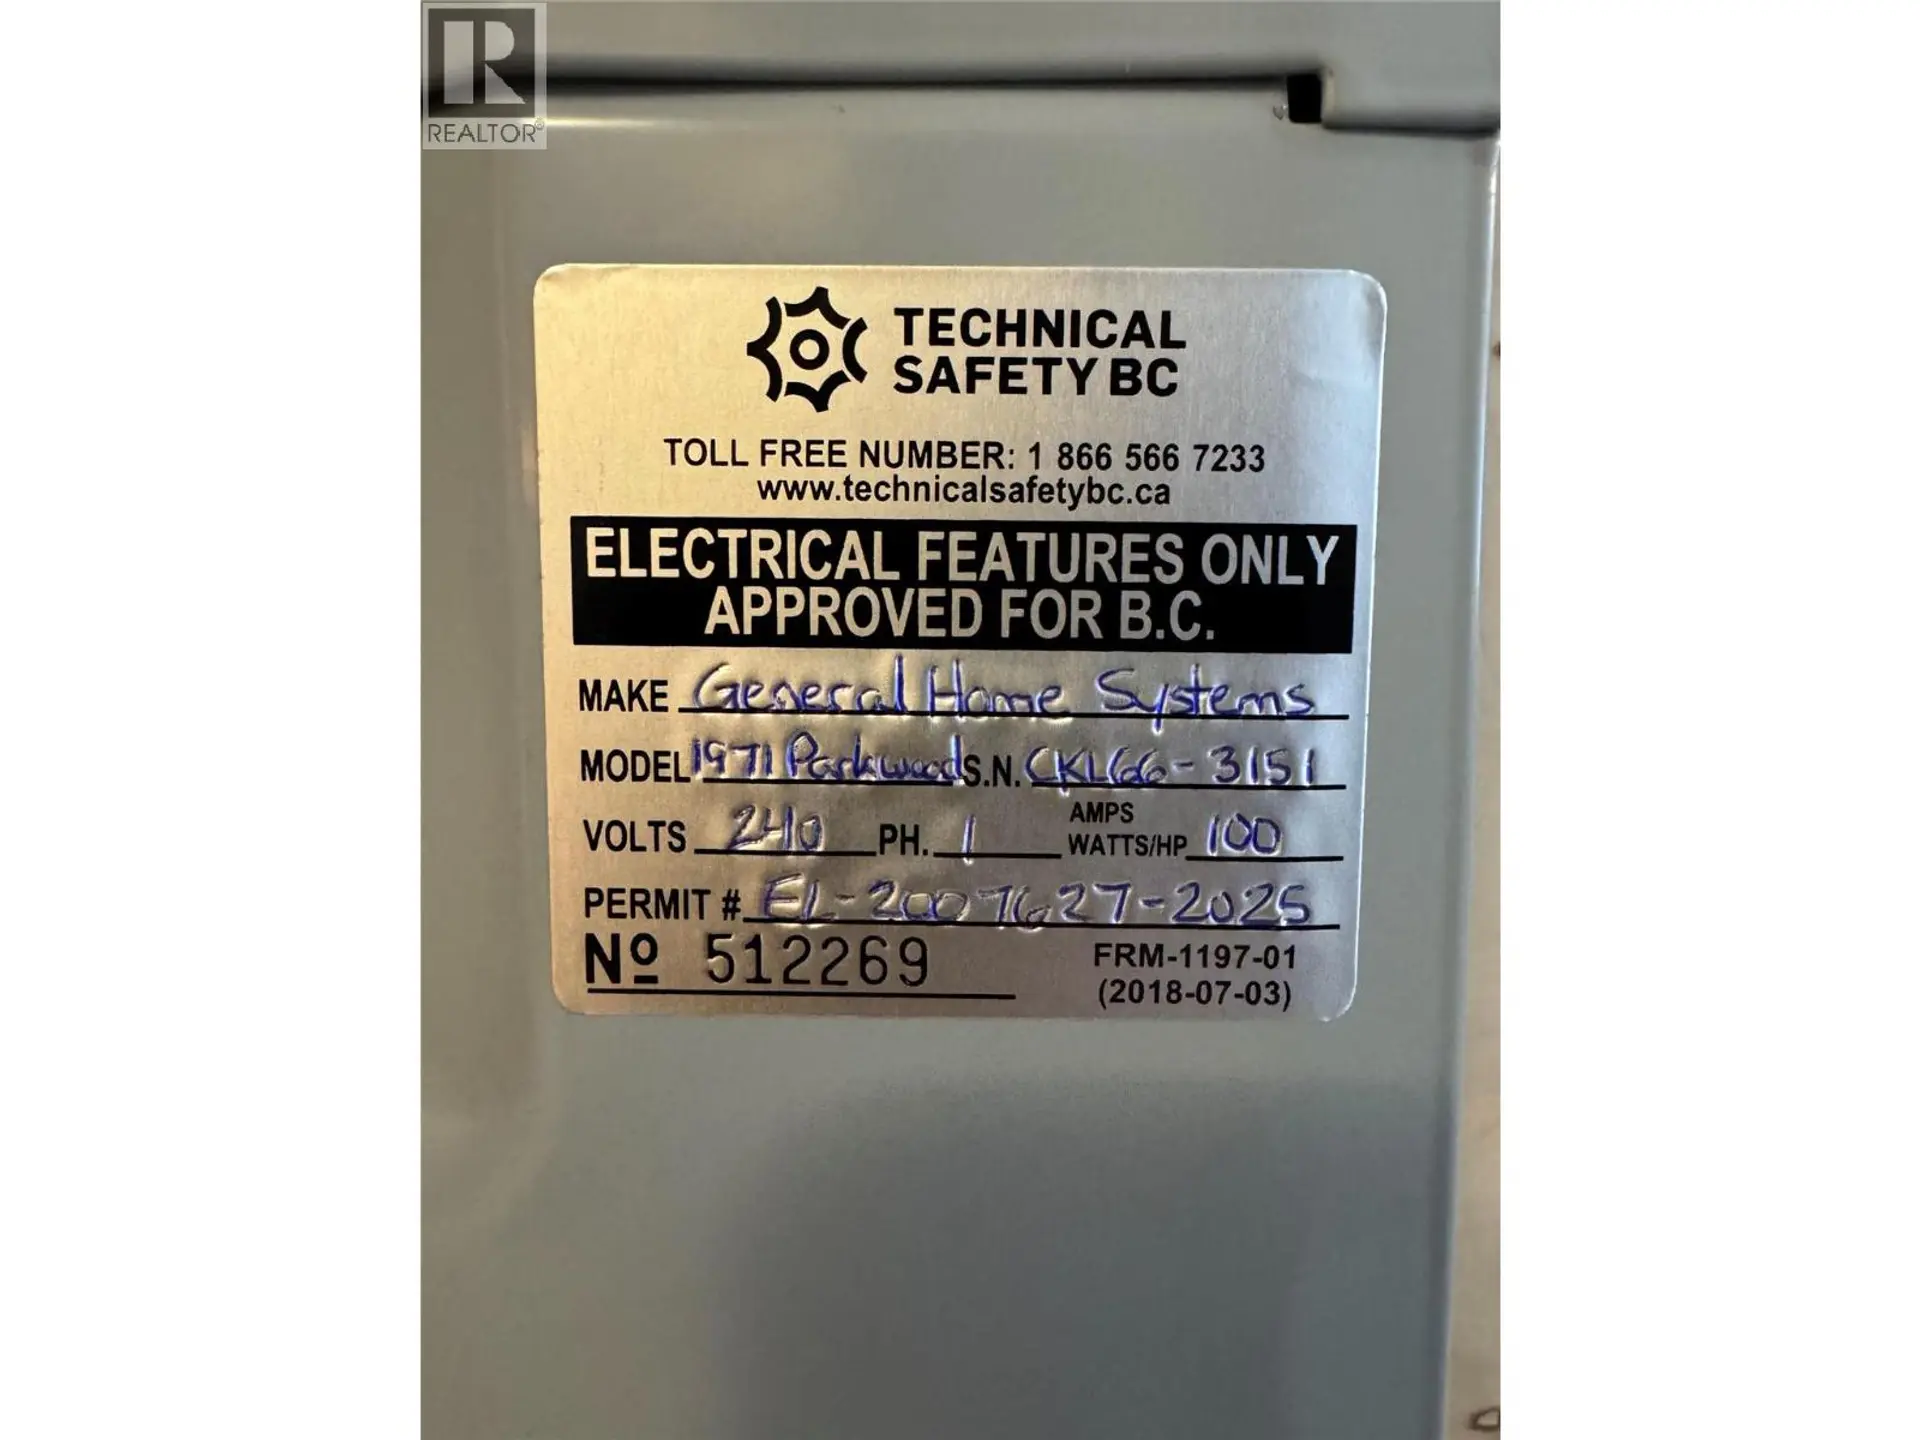 REALTOR®
TECHNICAL
SAFETY BC
TOLL FREE NUMBER: 1 866 566 7233
www.technicalsafetybc.ca
ELECTRICAL FEATURES ONLY
APPROVED FOR B.C.
MAKE General Home Systems
MODEL 1971 Parkwood S.N. CKL66-3151
VOLTS 240 PH. 1 AMPS WATTS/HP 100
PERMIT # EL-2007627-2025
Nº 512269 FRM-1197-01
(2018-07-03)